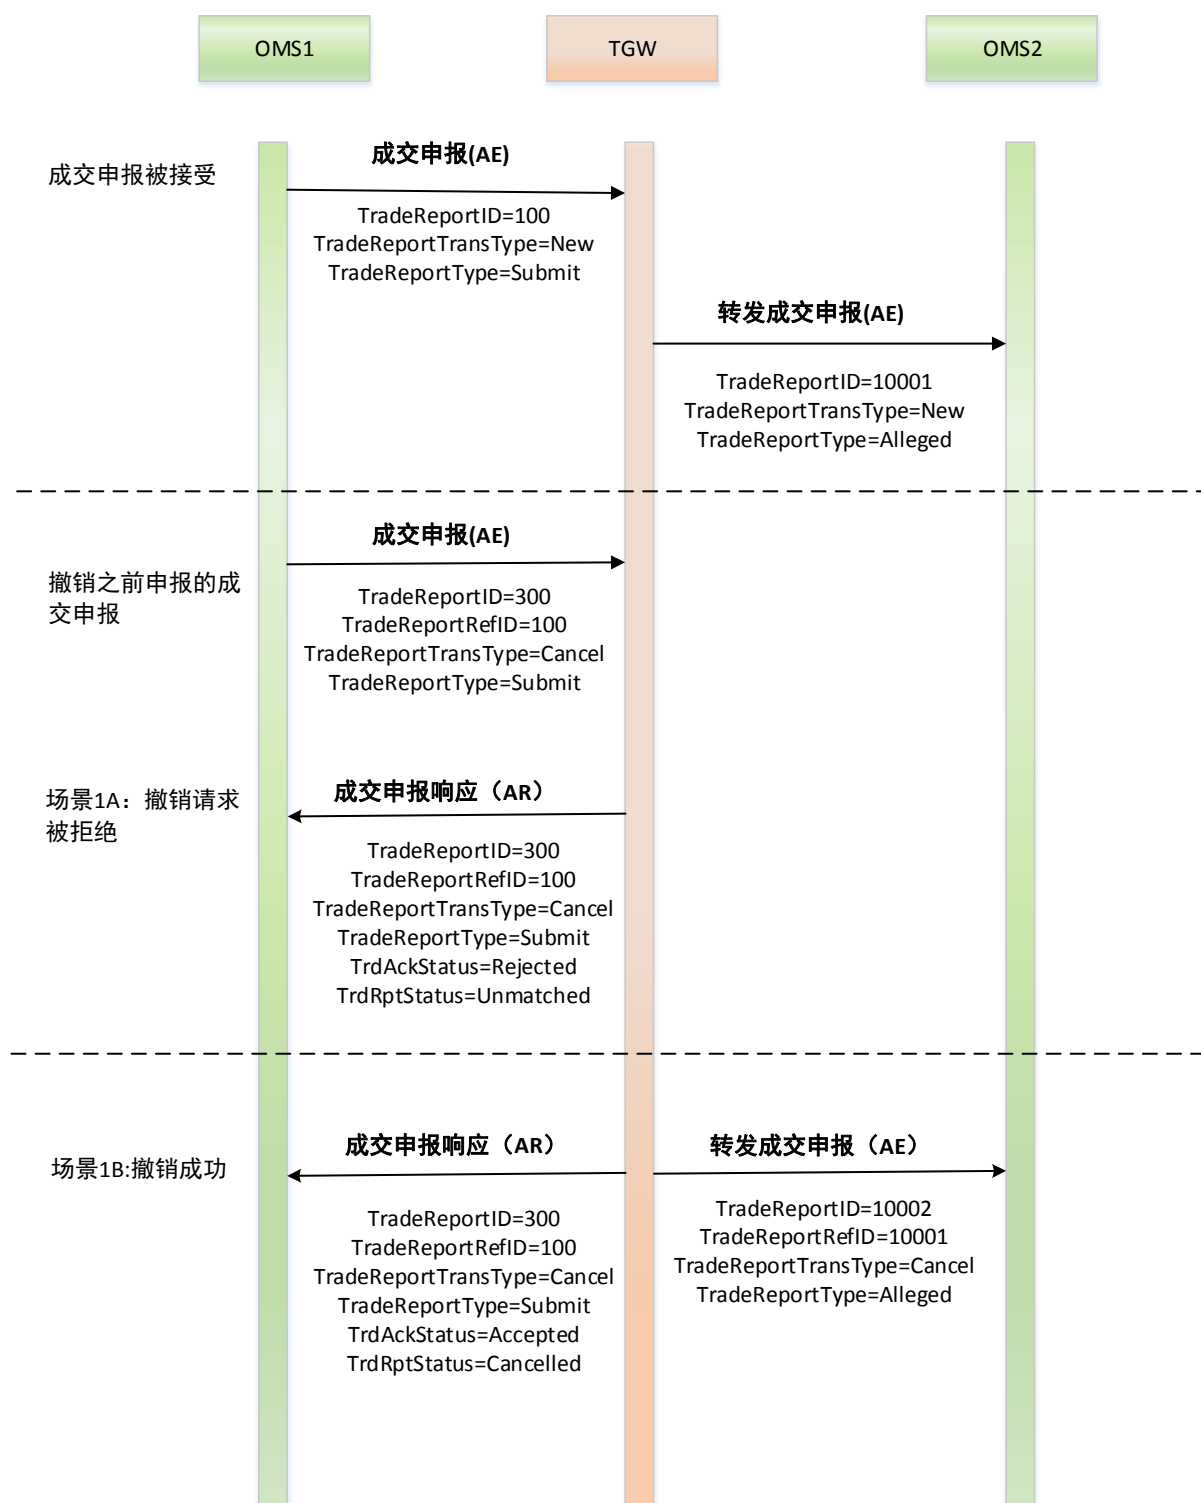 OMS1
TGW
OMS2
成交申报被接受
成交申报(AE)
TradeReportID=100
TradeReportTransType=New
TradeReportType=Submit
转发成交申报(AE)
TradeReportID=10001
TradeReportTransType=New
TradeReportType=Alleged
撤销之前申报的成
交申报
成交申报(AE)
TradeReportID=300
TradeReportRefID=100
TradeReportTransType=Cancel
TradeReportType=Submit
场景1A：撤销请求
被拒绝
成交申报响应（AR）
TradeReportID=300
TradeReportRefID=100
TradeReportTransType=Cancel
TradeReportType=Submit
TrdAckStatus=Rejected
TrdRptStatus=Unmatched
场景1B:撤销成功
成交申报响应（AR）
TradeReportID=300
TradeReportRefID=100
TradeReportTransType=Cancel
TradeReportType=Submit
TrdAckStatus=Accepted
TrdRptStatus=Cancelled
转发成交申报（AE）
TradeReportID=10002
TradeReportRefID=10001
TradeReportTransType=Cancel
TradeReportType=Alleged